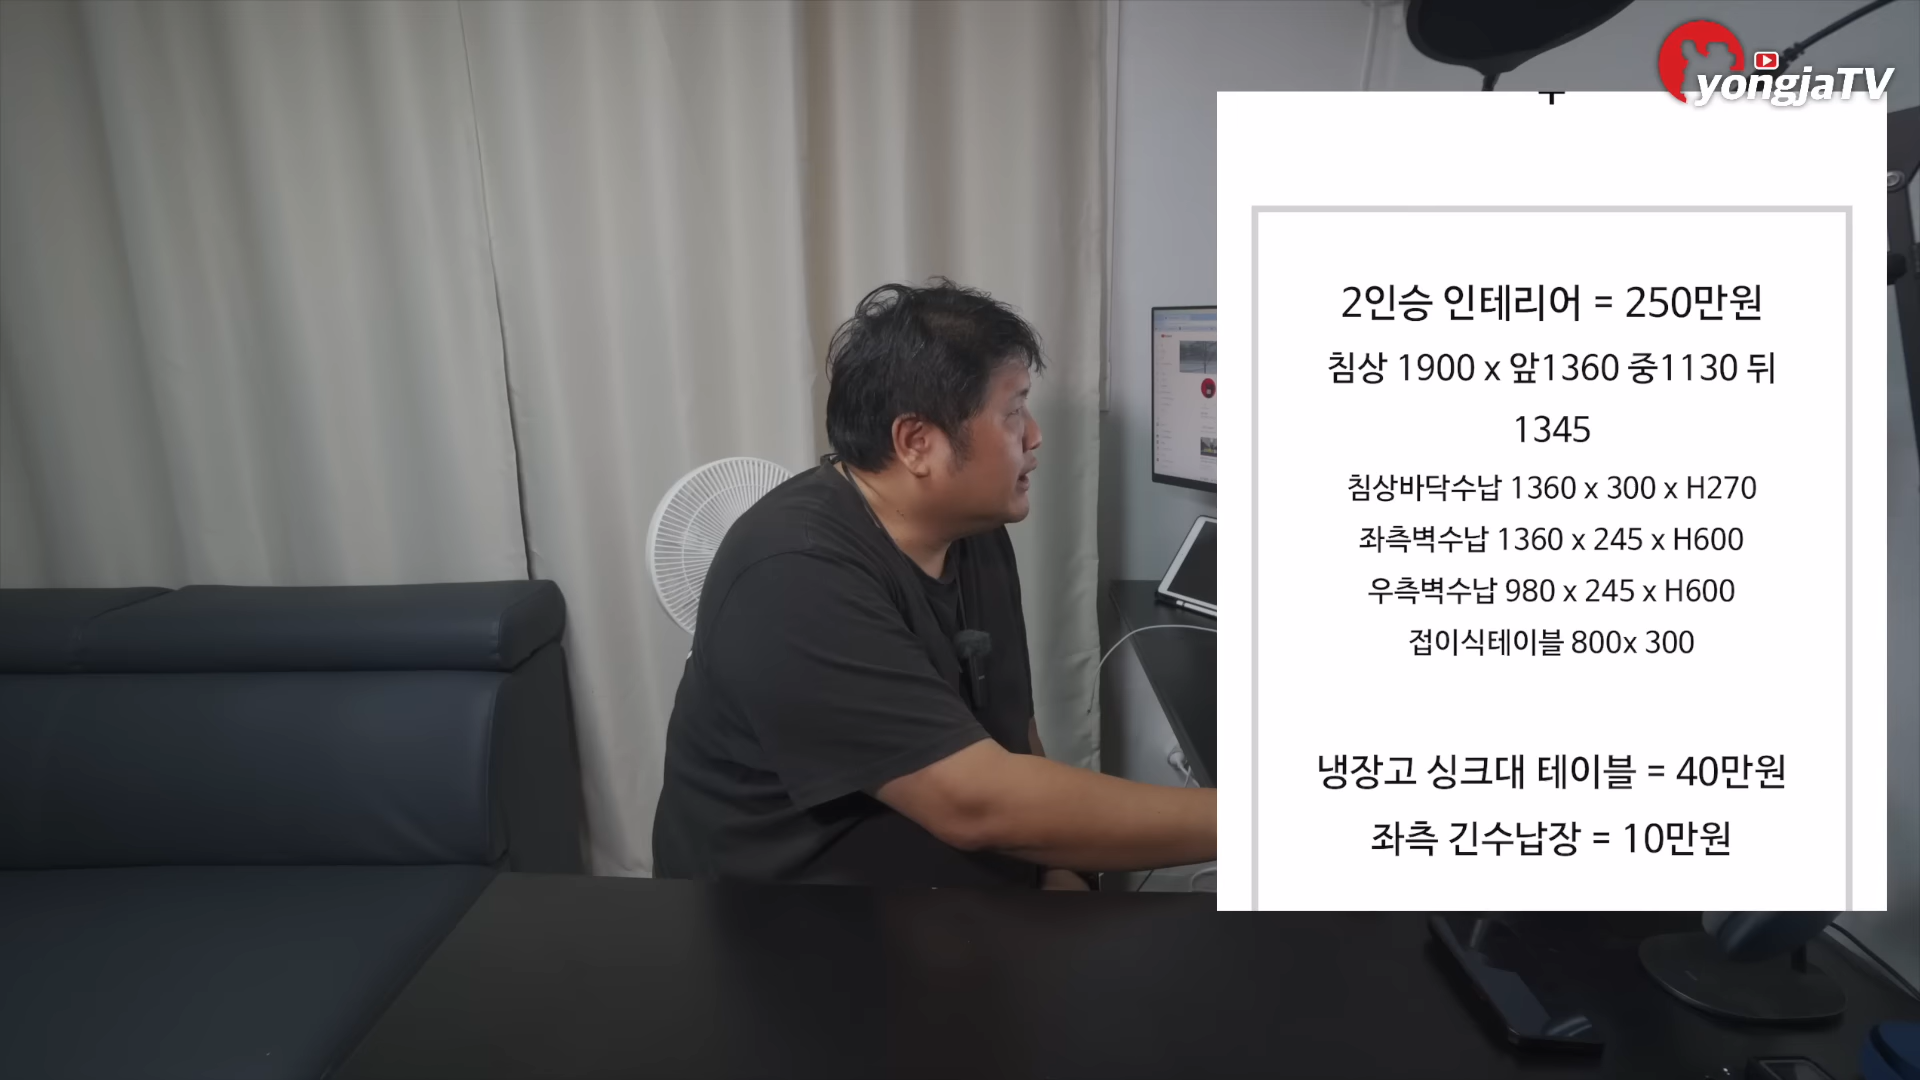 yongjaTV
2인승 인테리어 = 250만원
침상 1900 x 앞1360 중1130 뒤
1345
침상바닥수납 1360 x 300 x H270
좌측벽수납 1360 x 245 x H600
우측벽수납 980 x 245 x H600
접이식테이블 800x 300
냉장고 싱크대 테이블 = 40만원
좌측 긴수납장 = 10만원